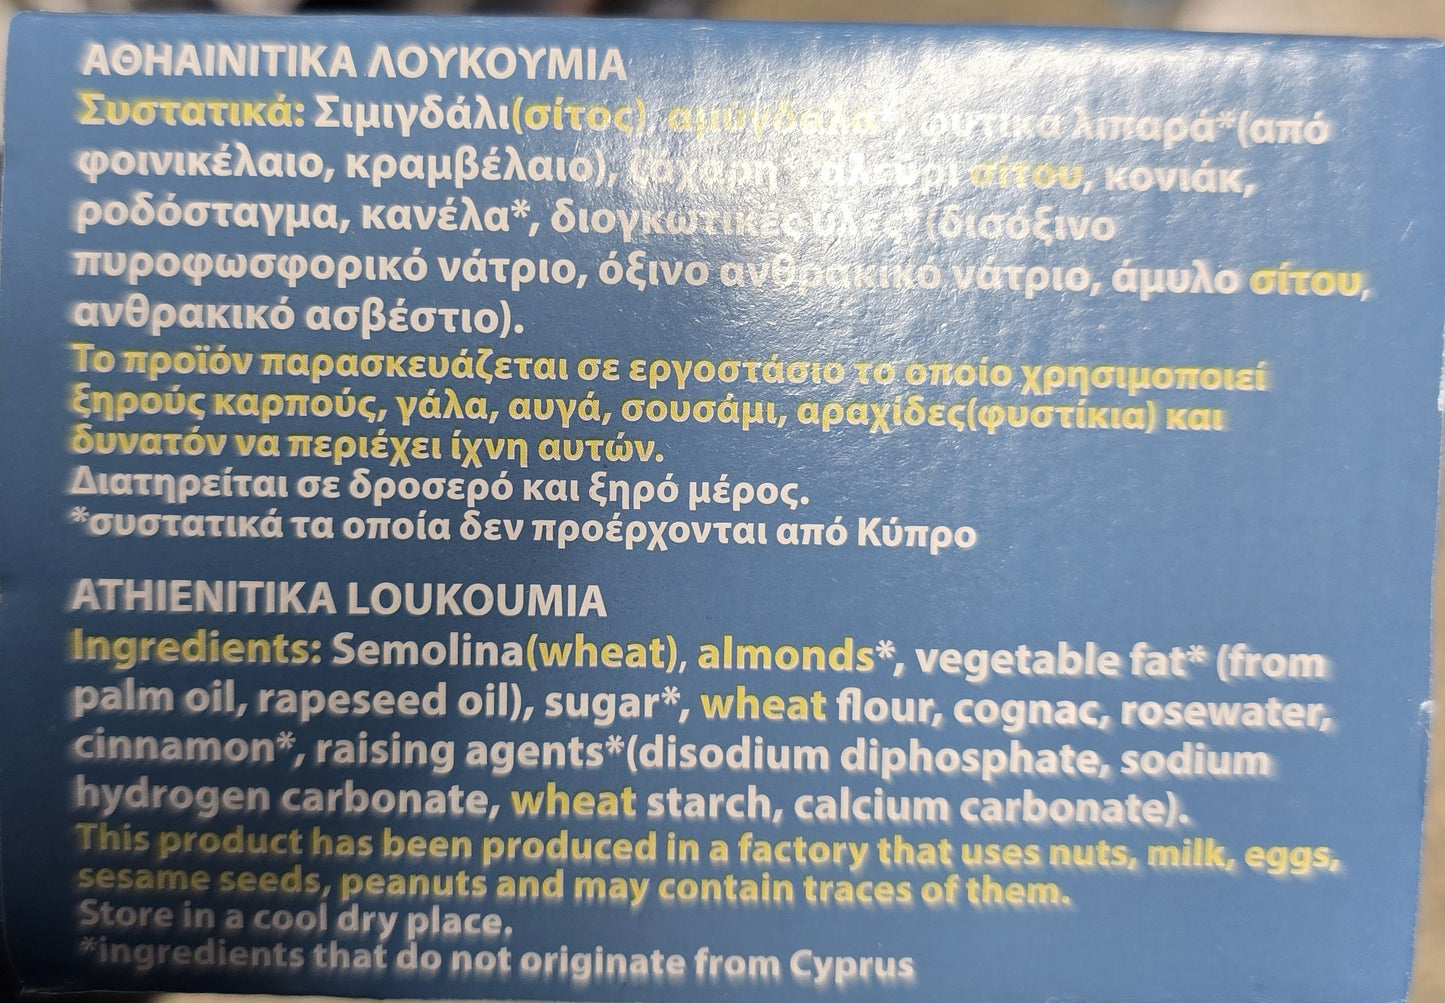 ΑΘΗΑΙΝΙΤΙΚΑ ΛΟΥΚΟΥΜΙΑ
Συστατικά: Σιμιγδάλι(σίτος), αμύγδαλα*, φυτικά λιπαρά*(από
φοινικέλαιο, κραμβέλαιο), ζάχαρη*, αλεύρι σίτου, κονιάκ,
ροδόσταγμα, κανέλα*, διογκωτικές ύλες*(δισόξινο
πυροφωσφορικό νάτριο, όξινο ανθρακικό νάτριο, άμυλο σίτου,
ανθρακικό ασβέστιο).
Το προϊόν παρασκευάζεται σε εργοστάσιο το οποίο χρησιμοποιεί
ξηρούς καρπούς, γάλα, αυγά, σουσάμι, αραχίδες(φυστίκια) και
δυνατόν να περιέχει ίχνη αυτών.
Διατηρείται σε δροσερό και ξηρό μέρος.
*συστατικά τα οποία δεν προέρχονται από Κύπρο
ATHIENITIKA LOUKOUMIA
Ingredients: Semolina(wheat), almonds*, vegetable fat* (from
palm oil, rapeseed oil), sugar*, wheat flour, cognac, rosewater,
cinnamon*, raising agents*(disodium diphosphate, sodium
hydrogen carbonate, wheat starch, calcium carbonate).
This product has been produced in a factory that uses nuts, milk, eggs,
sesame seeds, peanuts and may contain traces of them.
Store in a cool dry place.
*ingredients that do not originate from Cyprus